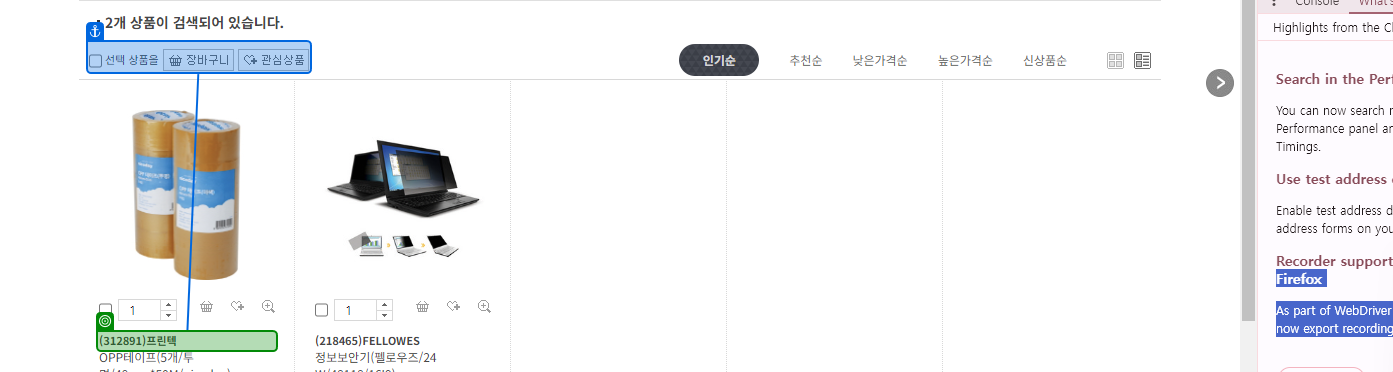 Console What's
Highlights from the Cl
2개 상품이 검색되어 있습니다.
선택 상품을 장바구니 관심상품
인기순 추천순 낮은가격순 높은가격순 신상품순
1
1
(312891)프린텍
OPP테이프(5개/투
(218465)FELLOWES
정보보안기(펠로우즈/24
Search in the Perf
You can now search
Performance panel
Timings.
Use test address
Enable test address
address forms on you
Recorder support
Firefox
As part of WebDriver
now export recording